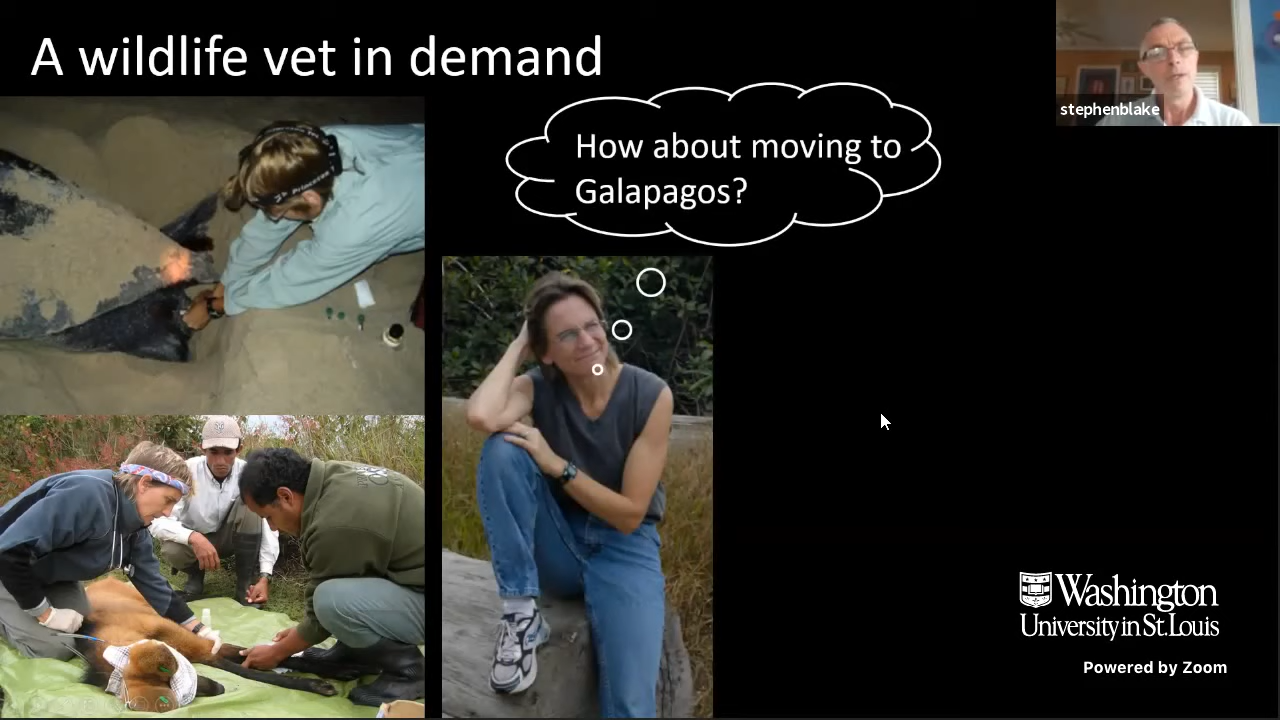 A wildlife vet in demand
stephenblake
How about moving to
Galapagos?
Washington
University in St. Louis
Powered by Zoom